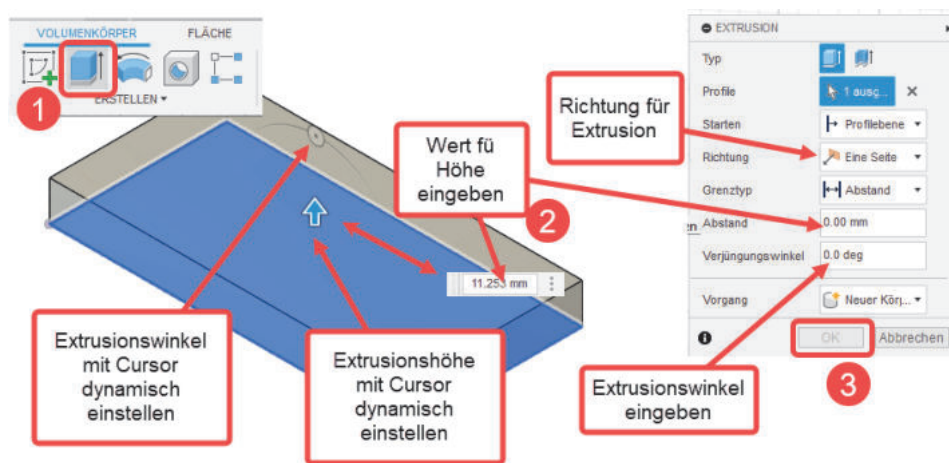 VOLUMENKÖRPER
FLÄCHE
ERSTELLEN
1
Wert fü
Höhe
eingeben
2
11.253 mm
Extrusionswinkel
mit Cursor
dynamisch
einstellen
Extrusionshöhe
mit Cursor
dynamisch
einstellen
Richtung für
Extrusion
Extrusionswinkel
eingeben
EXTRUSION
Typ
Profile 1 ausg...
Starten Profilebene
Richtung Eine Seite
Grenztyp Abstand
en Abstand 0.00 mm
Verjüngungswinkel 0.0 deg
Vorgang Neuer Körp...
OK Abbrechen
3